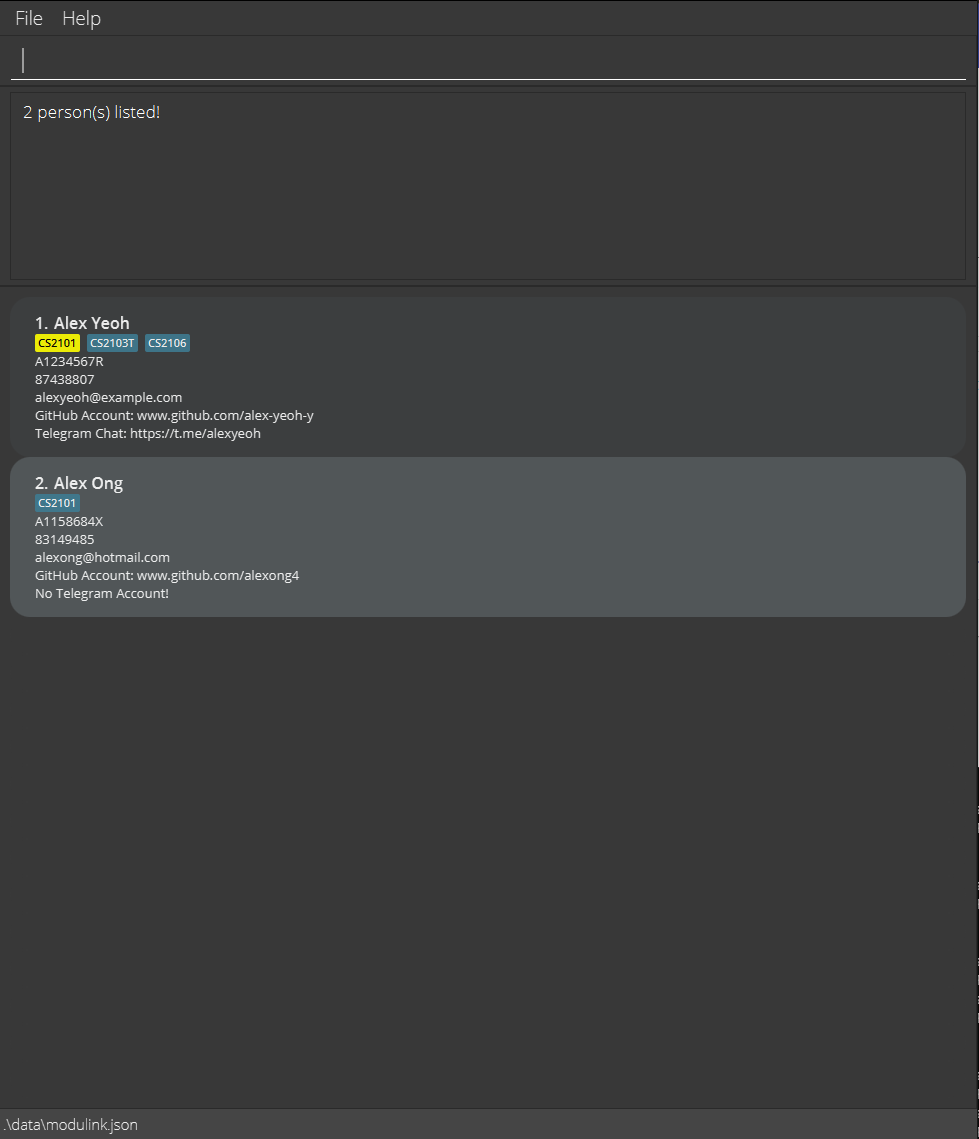 File Help
2 person(s) listed!
1. Alex Yeoh
CS2101 CS2103T CS2106
A1234567R
87438807
alexyeoh@example.com
GitHub Account: www.github.com/alex-yeoh-y
Telegram Chat: https://t.me/alexyeoh
2. Alex Ong
CS2101
A1158684X
83149485
alexong@hotmail.com
GitHub Account: www.github.com/alexong4
No Telegram Account!
.\data\modulink.json